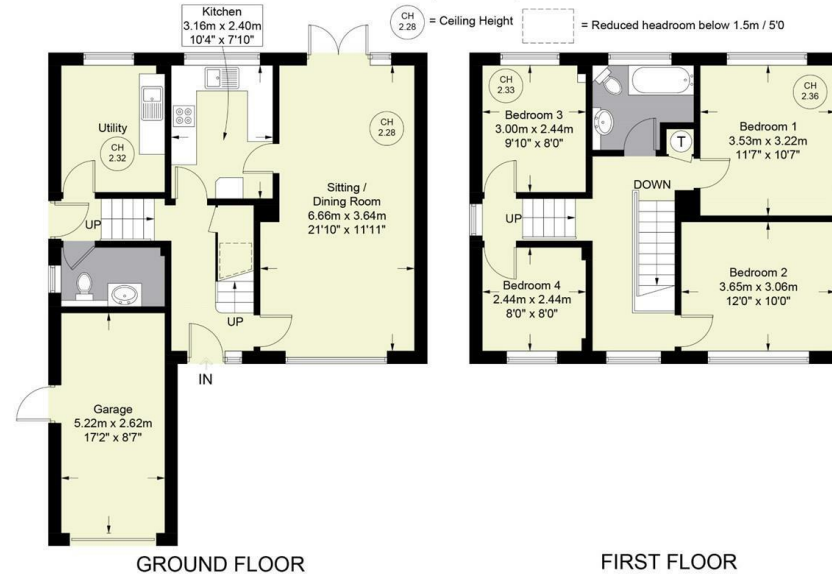 Kitchen
3.16m x 2.40m
10'4" x 7'10"
CH
2.28
= Ceiling Height
= Reduced headroom below 1.5m / 5'0
Utility
CH
2.32
CH
2.28
Sitting /
Dining Room
6.66m x 3.64m
21'10" x 11'11"
UP
UP
IN
Garage
5.22m x 2.62m
17'2" x 8'7"
GROUND FLOOR
CH
2.33
Bedroom 3
3.00m x 2.44m
9'10" x 8'0"
CH
2.36
Bedroom 1
3.53m x 3.22m
11'7" x 10'7"
T
DOWN
UP
Bedroom 4
2.44m x 2.44m
8'0" x 8'0"
Bedroom 2
3.65m x 3.06m
12'0" x 10'0"
FIRST FLOOR